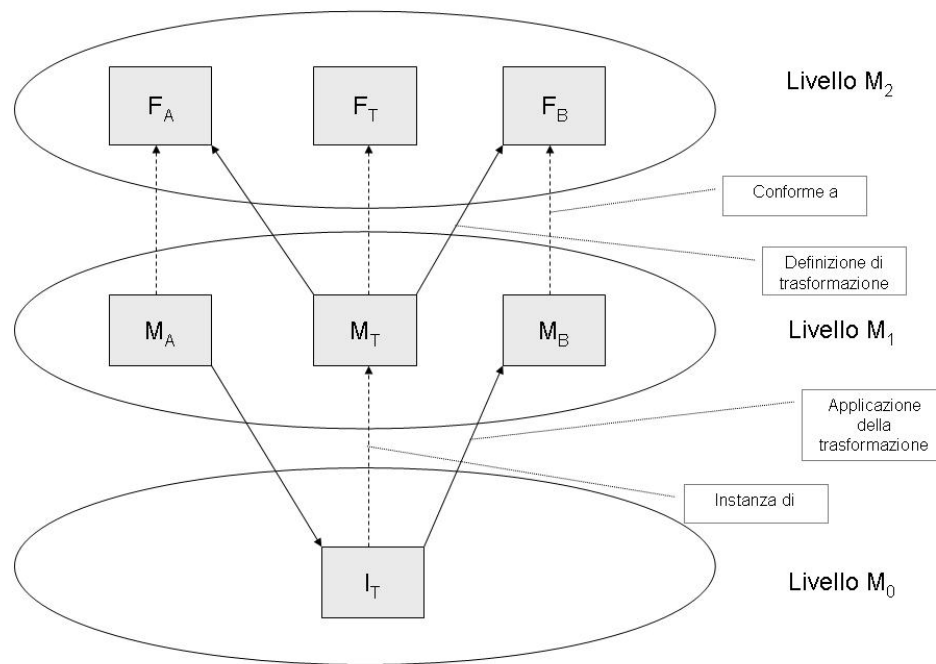 F_A F_T F_B
Livello M_2
Conforme a
Definizione di
trasformazione
M_A M_T M_B
Livello M_1
Applicazione
della
trasformazione
Instanza di
I_T
Livello M_0